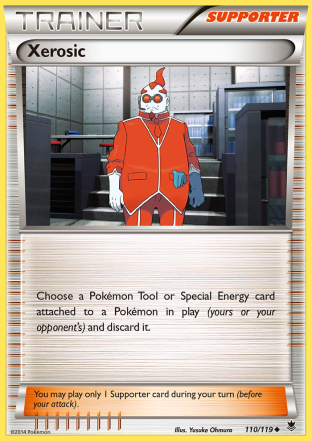 TRAINER SUPPORTER
Xerosic
Choose a Pokémon Tool or Special Energy card
attached to a Pokémon in play (yours or your
opponent's) and discard it.
You may play only 1 Supporter card during your turn (before
your attack).
©2014 Pokémon Illus. Yusuke Ohmura 110/119